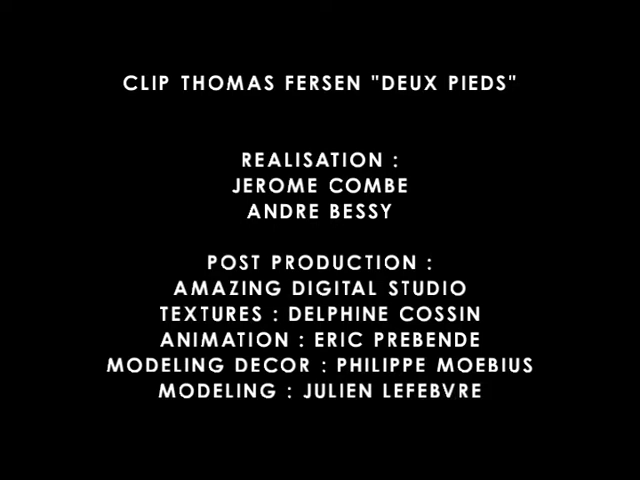 CLIP THOMAS FERSEN "DEUX PIEDS"
REALISATION :
JEROME COMBE
ANDRE BESSY
POST PRODUCTION :
AMAZING DIGITAL STUDIO
TEXTURES : DELPHINE COSSIN
ANIMATION : ERIC PREBENDE
MODELING DECOR : PHILIPPE MOEBIUS
MODELING : JULIEN LEFEBVRE